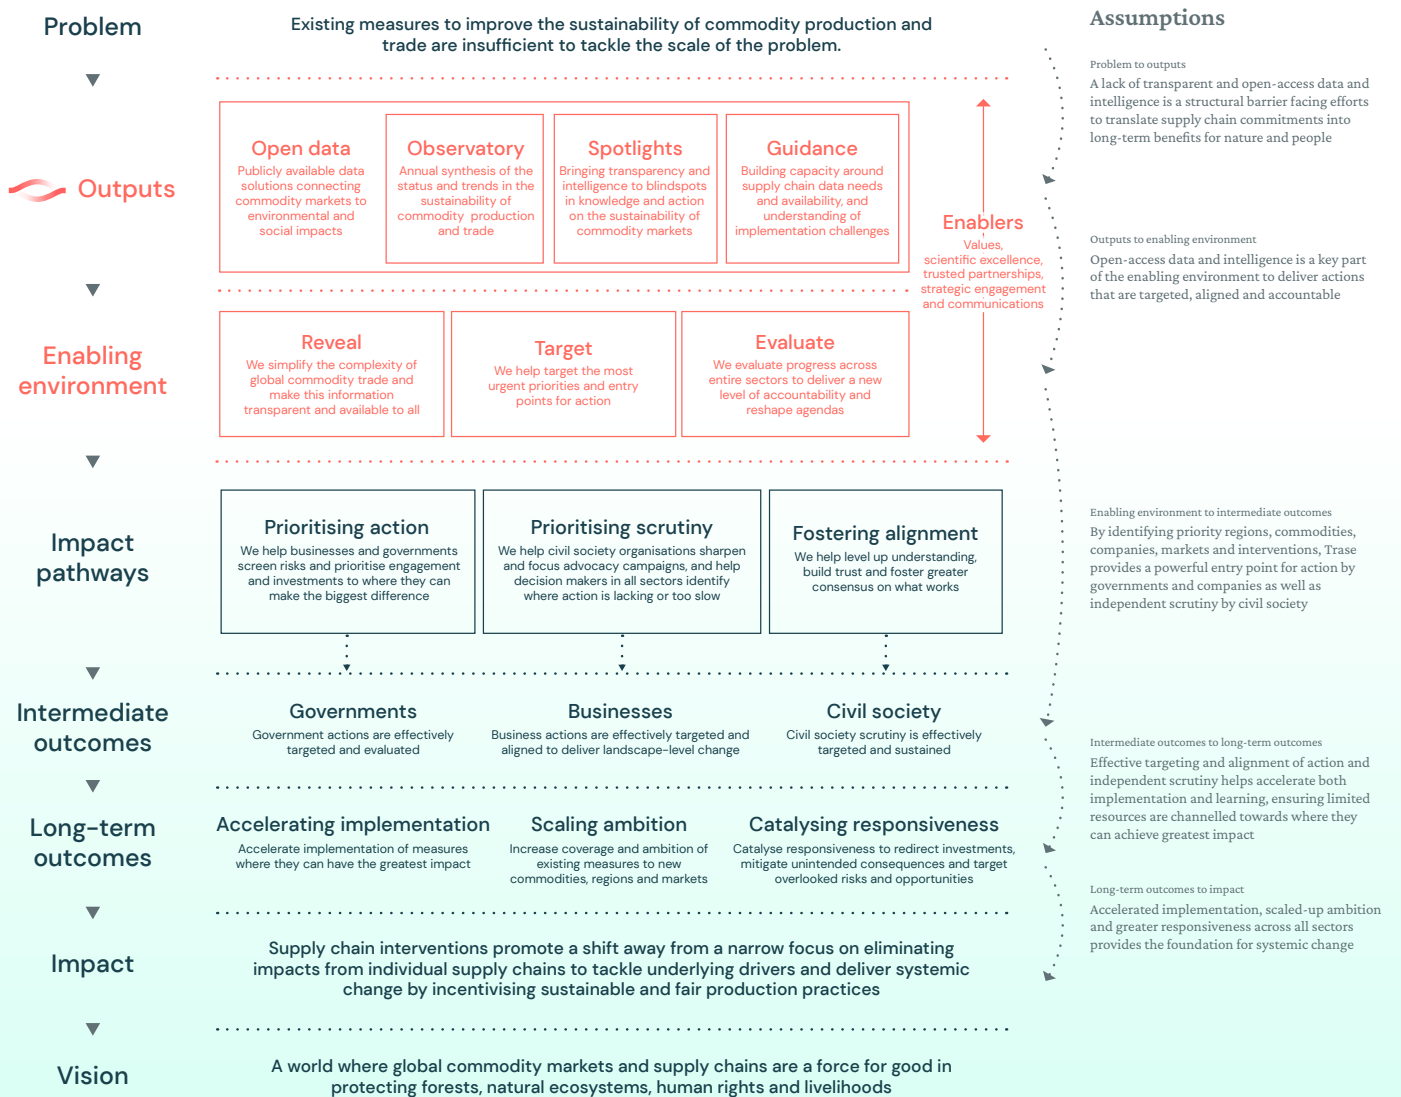 Problem
Existing measures to improve the sustainability of commodity production and
trade are insufficient to tackle the scale of the problem.
Outputs
Open data
Publicly available data
solutions connecting
commodity markets to
environmental and
social impacts
Observatory
Annual synthesis of the
status and trends in the
sustainability of
commodity production
and trade
Spotlights
Bringing transparency and
intelligence to blindspots
in knowledge and action
on the sustainability of
commodity markets
Guidance
Building capacity around
supply chain data needs
and availability, and
understanding of
implementation challenges
Enablers
Values,
scientific excellence,
trusted partnerships,
strategic engagement
and communications
Enabling
environment
Reveal
We simplify the complexity of
global commodity trade and
make this information
transparent and available to all
Target
We help target the most
urgent priorities and entry
points for action
Evaluate
We evaluate progress across
entire sectors to deliver a new
level of accountability and
reshape agendas
Impact
pathways
Prioritising action
We help businesses and governments
screen risks and prioritise engagement
and investments to where they can
make the biggest difference
Prioritising scrutiny
We help civil society organisations sharpen
and focus advocacy campaigns, and help
decision makers in all sectors identify
where action is lacking or too slow
Fostering alignment
We help level up understanding,
build trust and foster greater
consensus on what works
Intermediate
outcomes
Governments
Government actions are effectively
targeted and evaluated
Businesses
Business actions are effectively targeted and
aligned to deliver landscape-level change
Civil society
Civil society scrutiny is effectively
targeted and sustained
Long-term
outcomes
Accelerating implementation
Accelerate implementation of measures
where they can have the greatest impact
Scaling ambition
Increase coverage and ambition of
existing measures to new
commodities, regions and markets
Catalysing responsiveness
Catalyse responsiveness to redirect investments,
mitigate unintended consequences and target
overlooked risks and opportunities
Impact
Supply chain interventions promote a shift away from a narrow focus on eliminating
impacts from individual supply chains to tackle underlying drivers and deliver systemic
change by incentivising sustainable and fair production practices
Vision
A world where global commodity markets and supply chains are a force for good in
protecting forests, natural ecosystems, human rights and livelihoods
Assumptions
Problem to outputs
A lack of transparent and open-access data and
intelligence is a structural barrier facing efforts
to translate supply chain commitments into
long-term benefits for nature and people
Outputs to enabling environment
Open-access data and intelligence is a key part
of the enabling environment to deliver actions
that are targeted, aligned and accountable
Enabling environment to intermediate outcomes
By identifying priority regions, commodities,
companies, markets and interventions, Trase
provides a powerful entry point for action by
governments and companies as well as
independent scrutiny by civil society
Intermediate outcomes to long-term outcomes
Effective targeting and alignment of action and
independent scrutiny helps accelerate both
implementation and learning, ensuring limited
resources are channelled towards where they
can achieve greatest impact
Long-term outcomes to impact
Accelerated implementation, scaled-up ambition
and greater responsiveness across all sectors
provides the foundation for systemic change